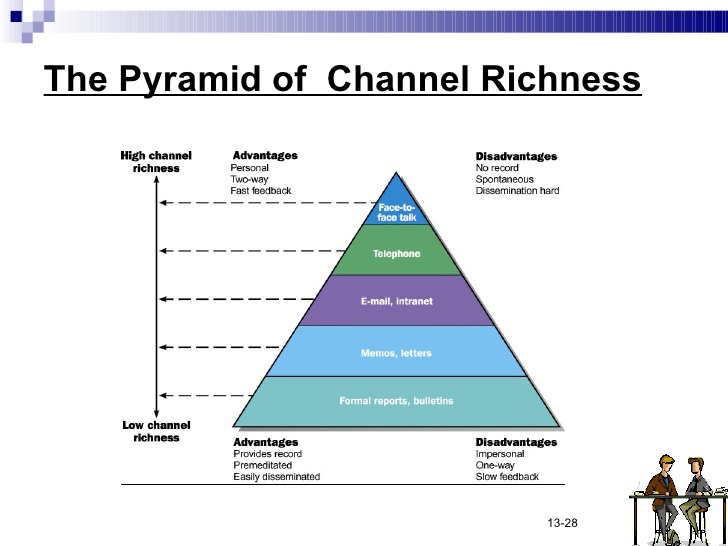 The Pyramid of  Channel Richness
High channel
richness
Advantages
Personal
Two-way
Fast feedback
Disadvantages
No record
Spontaneous
Dissemination hard
Face-to-
face talk
Telephone
E-mail, intranet
Memos, letters
Formal reports, bulletins
Low channel
richness
Advantages
Provides record
Premeditated
Easily disseminated
Disadvantages
Impersonal
One-way
Slow feedback
13-28